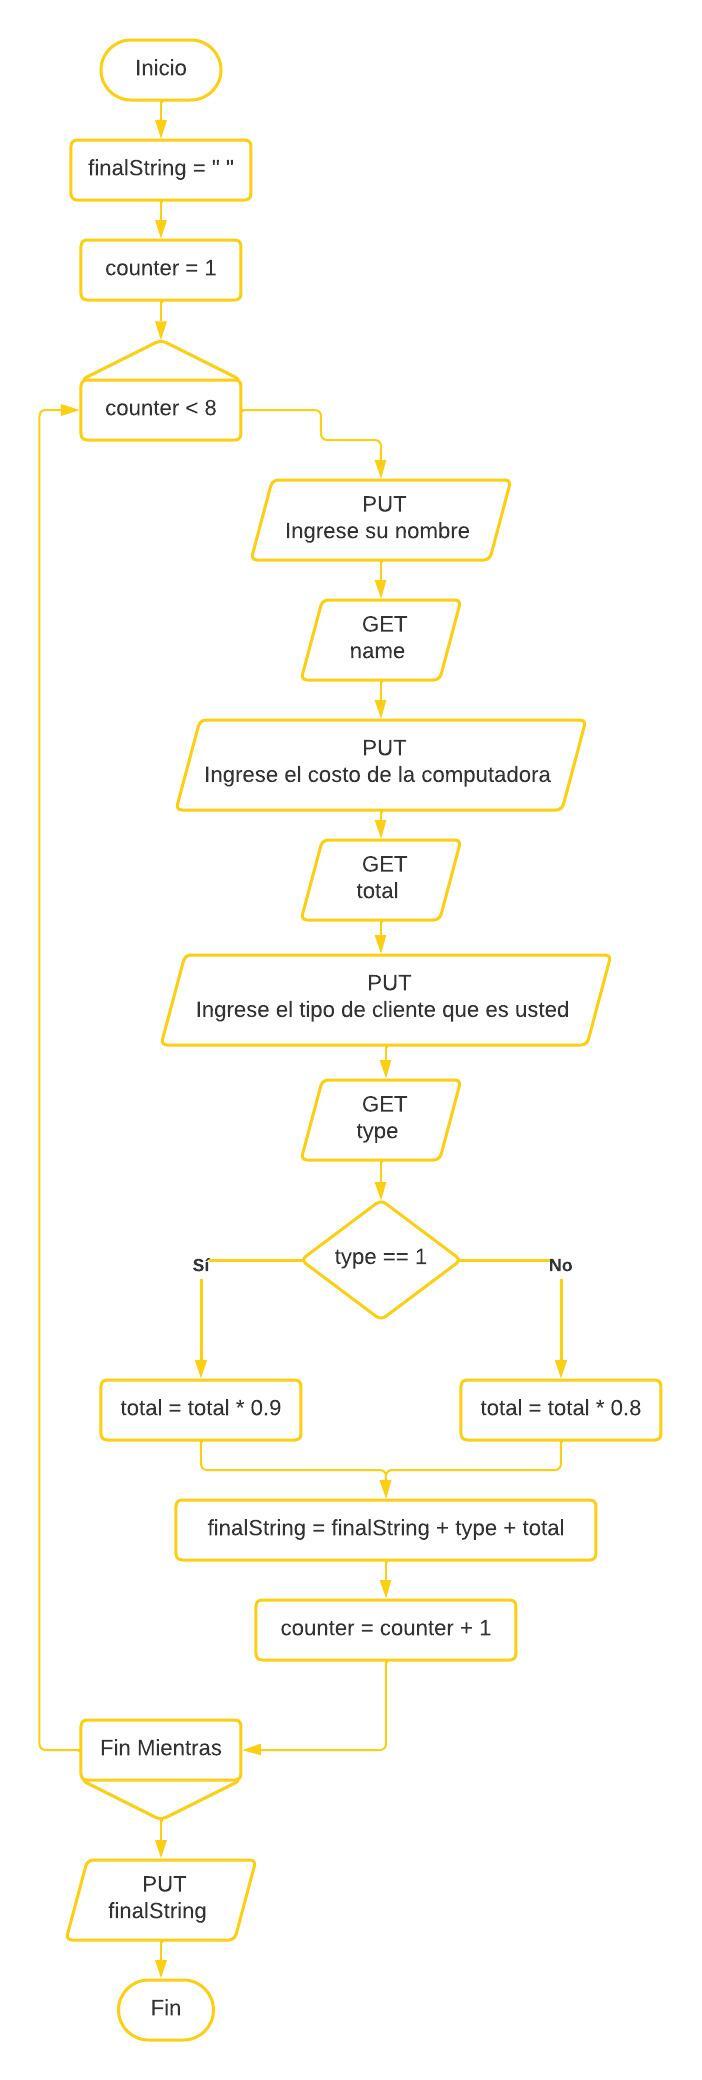 Inicio
finalString = " "
counter = 1
counter < 8
PUT
Ingrese su nombre
GET
name
PUT
Ingrese el costo de la computadora
GET
total
PUT
Ingrese el tipo de cliente que es usted
GET
type
type == 1
Sí
No
total = total * 0.9
total = total * 0.8
finalString = finalString + type + total
counter = counter + 1
Fin Mientras
PUT
finalString
Fin